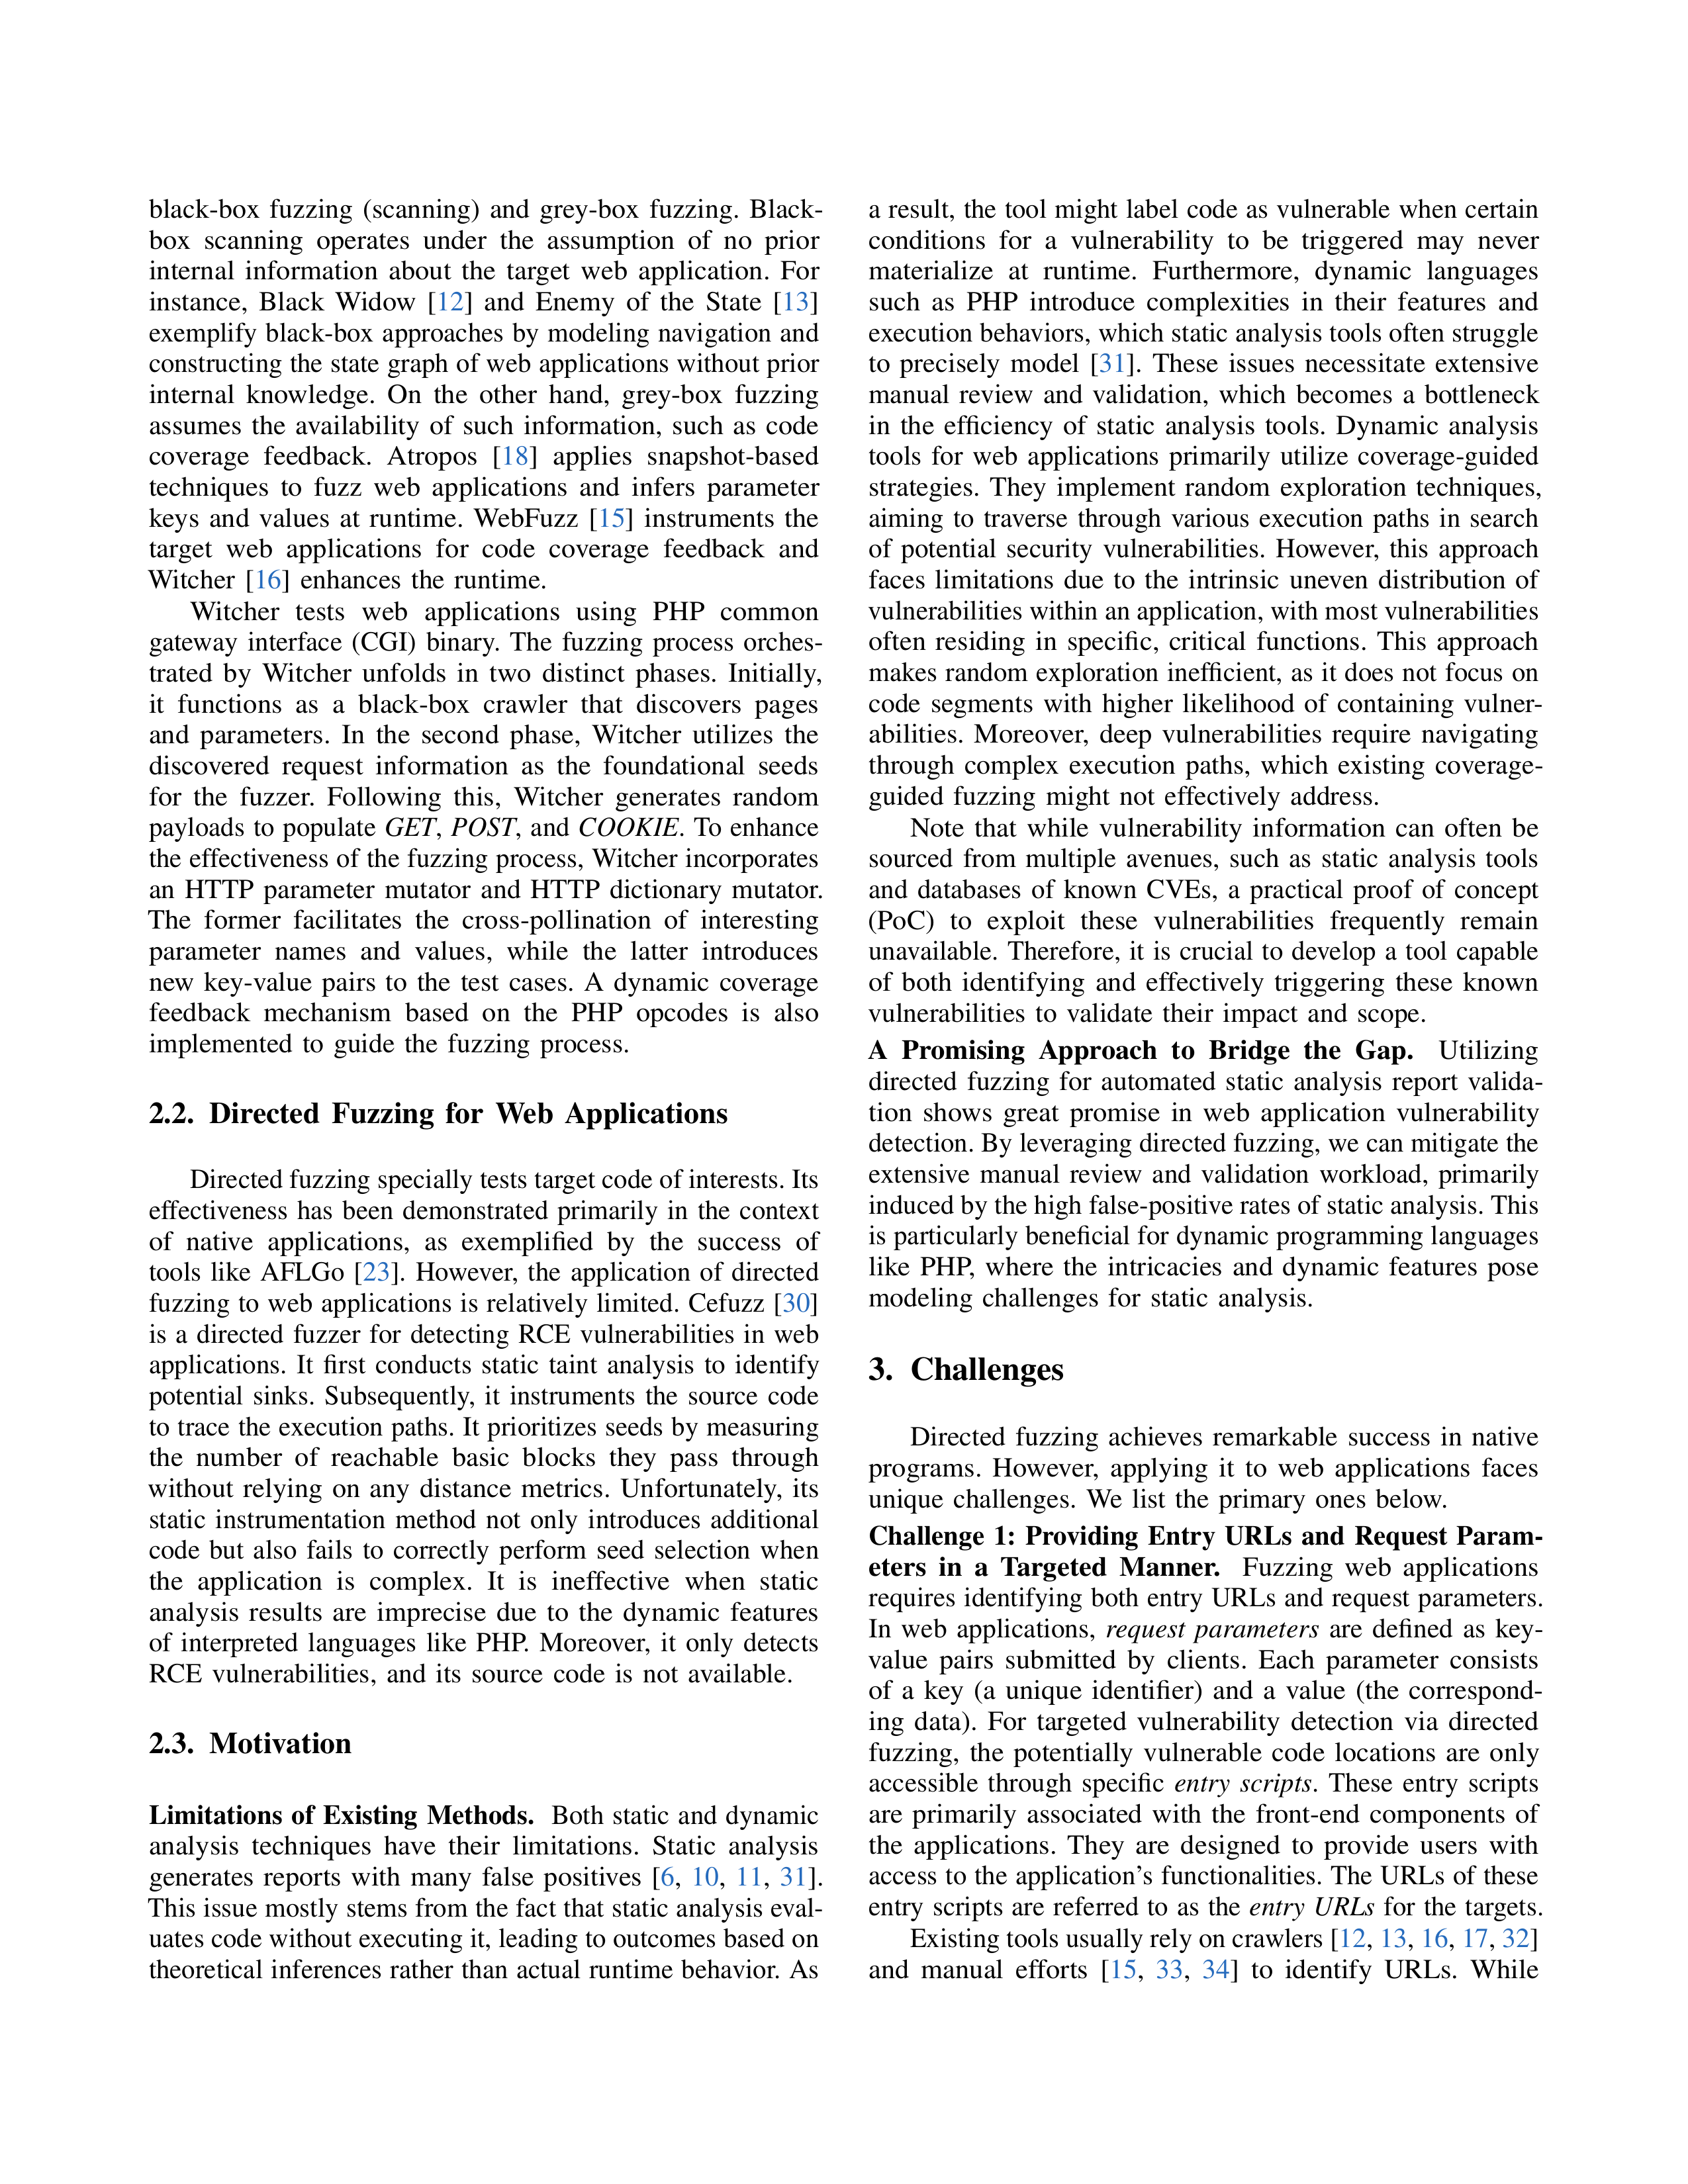 black-box fuzzing (scanning) and grey-box fuzzing. Black-
box scanning operates under the assumption of no prior
internal information about the target web application. For
instance, Black Widow [12] and Enemy of the State [13]
exemplify black-box approaches by modeling navigation and
constructing the state graph of web applications without prior
internal knowledge. On the other hand, grey-box fuzzing
assumes the availability of such information, such as code
coverage feedback. Atropos [18] applies snapshot-based
techniques to fuzz web applications and infers parameter
keys and values at runtime. WebFuzz [15] instruments the
target web applications for code coverage feedback and
Witcher [16] enhances the runtime.
Witcher tests web applications using PHP common
gateway interface (CGI) binary. The fuzzing process orches-
trated by Witcher unfolds in two distinct phases. Initially,
it functions as a black-box crawler that discovers pages
and parameters. In the second phase, Witcher utilizes the
discovered request information as the foundational seeds
for the fuzzer. Following this, Witcher generates random
payloads to populate GET, POST, and COOKIE. To enhance
the effectiveness of the fuzzing process, Witcher incorporates
an HTTP parameter mutator and HTTP dictionary mutator.
The former facilitates the cross-pollination of interesting
parameter names and values, while the latter introduces
new key-value pairs to the test cases. A dynamic coverage
feedback mechanism based on the PHP opcodes is also
implemented to guide the fuzzing process.
2.2. Directed Fuzzing for Web Applications
Directed fuzzing specially tests target code of interests. Its
effectiveness has been demonstrated primarily in the context
of native applications, as exemplified by the success of
tools like AFLGo [23]. However, the application of directed
fuzzing to web applications is relatively limited. Cefuzz [30]
is a directed fuzzer for detecting RCE vulnerabilities in web
applications. It first conducts static taint analysis to identify
potential sinks. Subsequently, it instruments the source code
to trace the execution paths. It prioritizes seeds by measuring
the number of reachable basic blocks they pass through
without relying on any distance metrics. Unfortunately, its
static instrumentation method not only introduces additional
code but also fails to correctly perform seed selection when
the application is complex. It is ineffective when static
analysis results are imprecise due to the dynamic features
of interpreted languages like PHP. Moreover, it only detects
RCE vulnerabilities, and its source code is not available.
2.3. Motivation
Limitations of Existing Methods. Both static and dynamic
analysis techniques have their limitations. Static analysis
generates reports with many false positives [6, 10, 11, 31].
This issue mostly stems from the fact that static analysis eval-
uates code without executing it, leading to outcomes based on
theoretical inferences rather than actual runtime behavior. As
a result, the tool might label code as vulnerable when certain
conditions for a vulnerability to be triggered may never
materialize at runtime. Furthermore, dynamic languages
such as PHP introduce complexities in their features and
execution behaviors, which static analysis tools often struggle
to precisely model [31]. These issues necessitate extensive
manual review and validation, which becomes a bottleneck
in the efficiency of static analysis tools. Dynamic analysis
tools for web applications primarily utilize coverage-guided
strategies. They implement random exploration techniques,
aiming to traverse through various execution paths in search
of potential security vulnerabilities. However, this approach
faces limitations due to the intrinsic uneven distribution of
vulnerabilities within an application, with most vulnerabilities
often residing in specific, critical functions. This approach
makes random exploration inefficient, as it does not focus on
code segments with higher likelihood of containing vulner-
abilities. Moreover, deep vulnerabilities require navigating
through complex execution paths, which existing coverage-
guided fuzzing might not effectively address.
Note that while vulnerability information can often be
sourced from multiple avenues, such as static analysis tools
and databases of known CVEs, a practical proof of concept
(PoC) to exploit these vulnerabilities frequently remain
unavailable. Therefore, it is crucial to develop a tool capable
of both identifying and effectively triggering these known
vulnerabilities to validate their impact and scope.
A Promising Approach to Bridge the Gap. Utilizing
directed fuzzing for automated static analysis report valida-
tion shows great promise in web application vulnerability
detection. By leveraging directed fuzzing, we can mitigate the
extensive manual review and validation workload, primarily
induced by the high false-positive rates of static analysis. This
is particularly beneficial for dynamic programming languages
like PHP, where the intricacies and dynamic features pose
modeling challenges for static analysis.
3. Challenges
Directed fuzzing achieves remarkable success in native
programs. However, applying it to web applications faces
unique challenges. We list the primary ones below.
Challenge 1: Providing Entry URLs and Request Param-
eters in a Targeted Manner. Fuzzing web applications
requires identifying both entry URLs and request parameters.
In web applications, request parameters are defined as key-
value pairs submitted by clients. Each parameter consists
of a key (a unique identifier) and a value (the correspond-
ing data). For targeted vulnerability detection via directed
fuzzing, the potentially vulnerable code locations are only
accessible through specific entry scripts. These entry scripts
are primarily associated with the front-end components of
the applications. They are designed to provide users with
access to the application's functionalities. The URLs of these
entry scripts are referred to as the entry URLs for the targets.
Existing tools usually rely on crawlers [12, 13, 16, 17, 32]
and manual efforts [15, 33, 34] to identify URLs. While